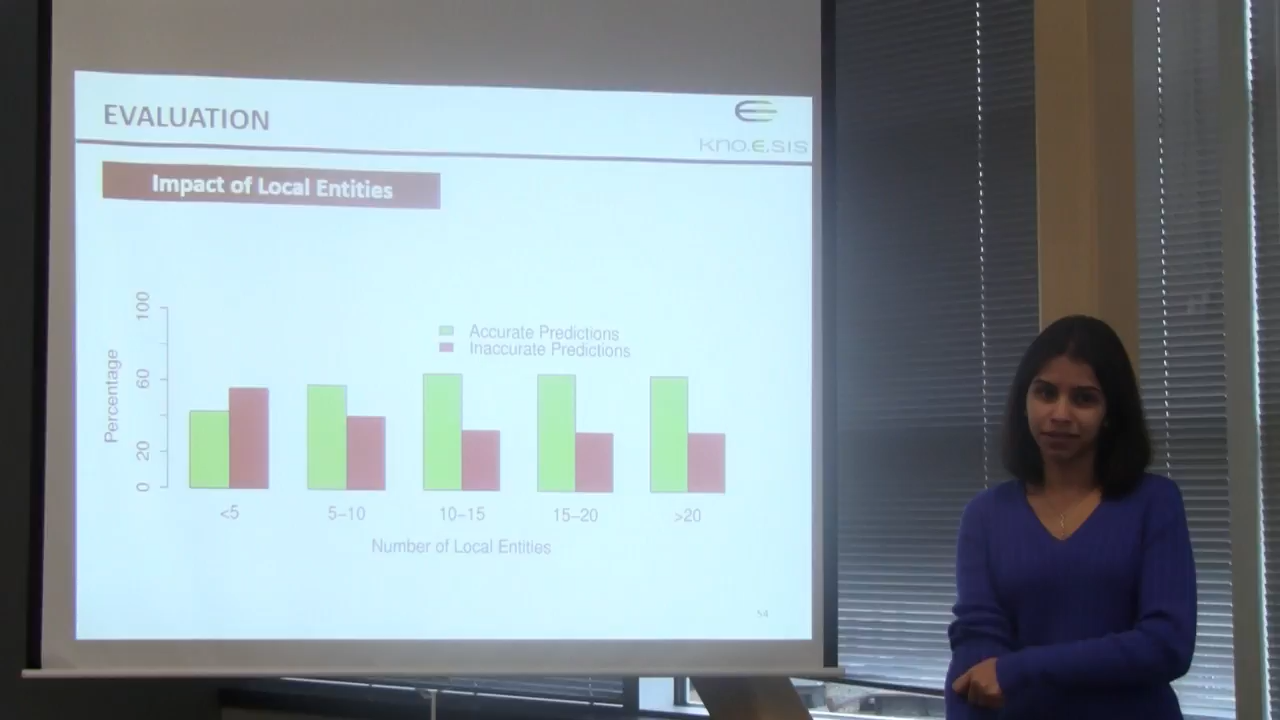 EVALUATION
kno.e.sis
Impact of Local Entities
100
60
20
0
Percentage
Accurate Predictions
Inaccurate Predictions
<5
5–10
10–15
15–20
>20
Number of Local Entities
54